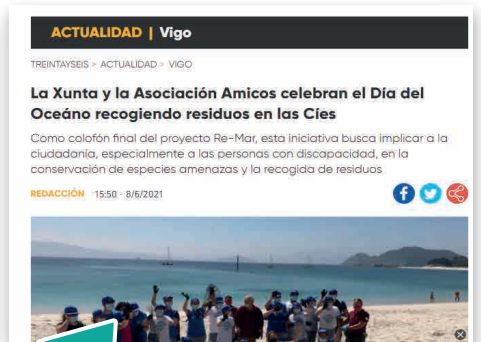 ACTUALIDAD | Vigo
TREINTAYSEIS > ACTUALIDAD > VIGO
La Xunta y la Asociación Amicos celebran el Día del
Oceáno recogiendo residuos en las Cíes
Como colofón final del proyecto Re-Mar, esta iniciativa busca implicar a la
ciudadanía, especialmente a las personas con discapacidad, en la
conservación de especies amenazas y la recogida de residuos
REDACCIÓN 15:50 - 8/6/2021